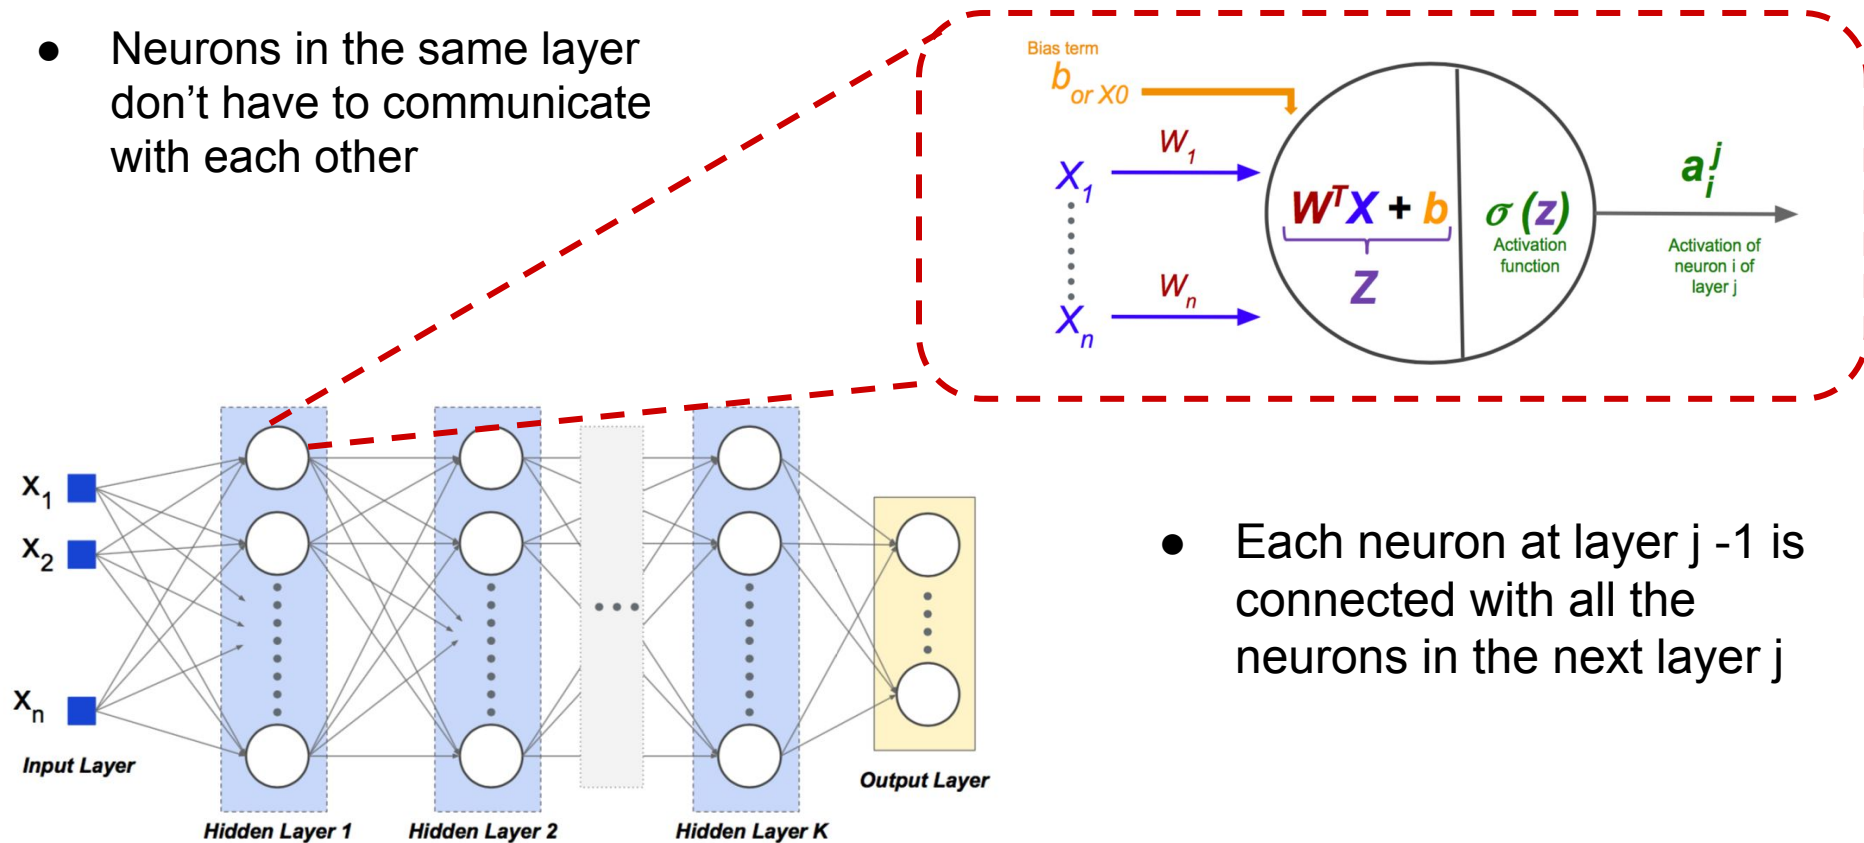 ● Neurons in the same layer
don’t have to communicate
with each other
Bias term
b or X0
W1
X1
Wn
Xn
WᵀX + b
Z
σ (z)
Activation
function
aᵢʲ
Activation of
neuron i of
layer j
x1
x2
xn
Input Layer
Hidden Layer 1
Hidden Layer 2
Hidden Layer K
Output Layer
● Each neuron at layer j -1 is
connected with all the
neurons in the next layer j